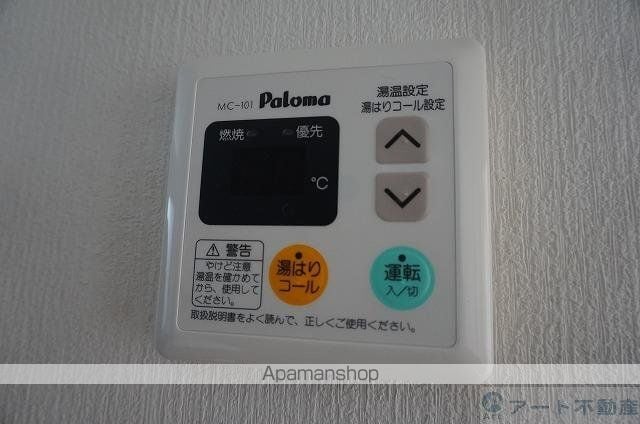 MC-101 Paloma
湯温設定
湯はりコール設定
燃焼 優先
℃
警告
やけど注意
湯温を確かめて
から、使用して
ください。
湯はり
コール
運転
入/切
取扱説明書をよく読んで、正しくご使用ください。
Apamanshop
アート不動産